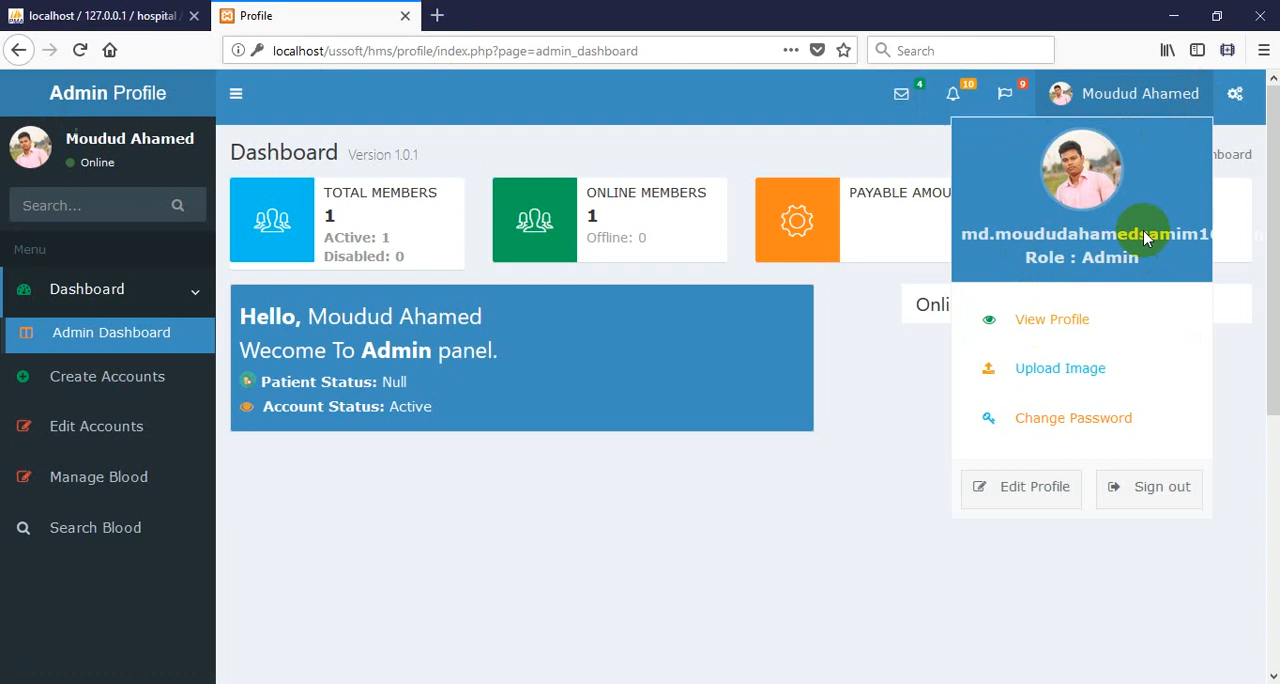 localhost / 127.0.0.1 / hospital
Profile
localhost/ussoft/hms/profile/index.php?page=admin_dashboard
Search
Admin Profile
4
10
9
Moudud Ahamed
Moudud Ahamed
Online
Search...
Menu
Dashboard
Admin Dashboard
Create Accounts
Edit Accounts
Manage Blood
Search Blood
Dashboard Version 1.0.1
TOTAL MEMBERS
1
ACtive: 1
Disabled: 0
ONLINE MEMBERS
1
Offline: 0
PAYABLE AMOU
Hello, Moudud Ahamed
Wecome To Admin panel.
Patient Status: Null
Account Status: Active
Onli
md.moududahamedsamim1
Role : Admin
View Profile
Upload Image
Change Password
Edit Profile
Sign out